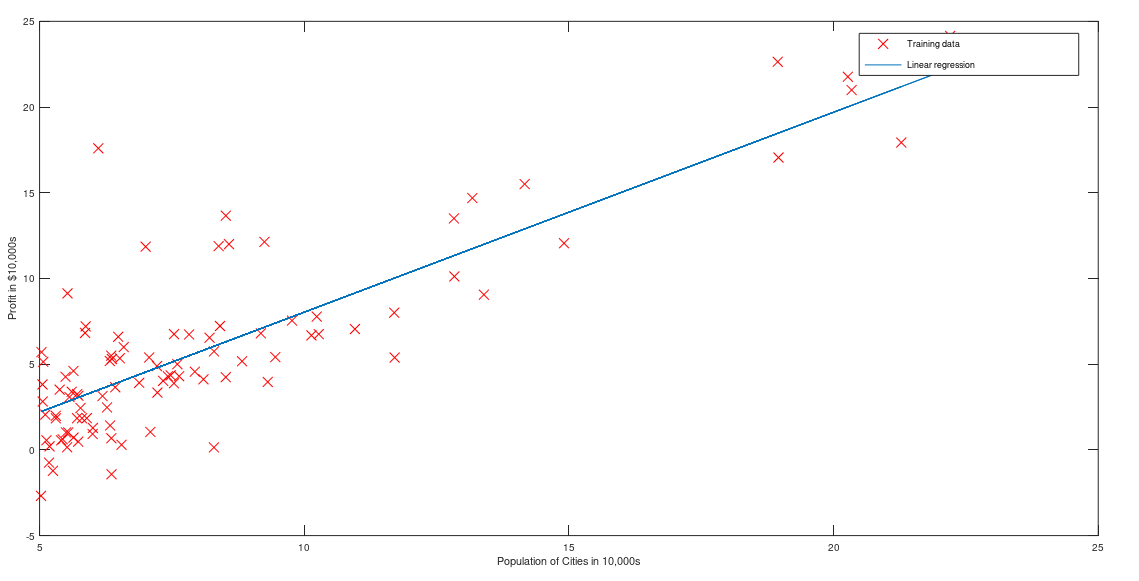 25
20
15
10
5
0
-5
Profit in $10,000s
Training data
Linear regression
5 10 15 20 25
Population of Cities in 10,000s